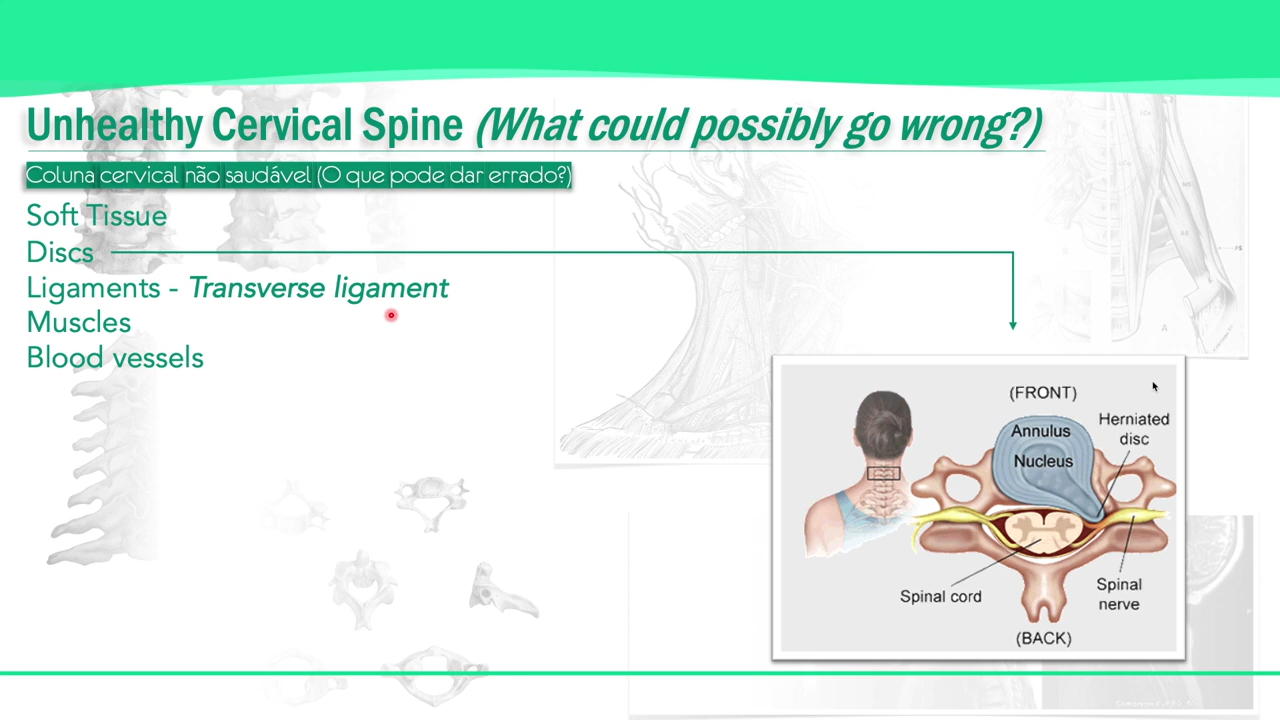 Unhealthy Cervical Spine (What could possibly go wrong?)
Coluna cervical não saudável (O que pode dar errado?)
Soft Tissue
Discs
Ligaments - Transverse ligament
Muscles
Blood vessels
(FRONT)
Herniated
disc
Annulus
Nucleus
Spinal cord
Spinal
nerve
(BACK)